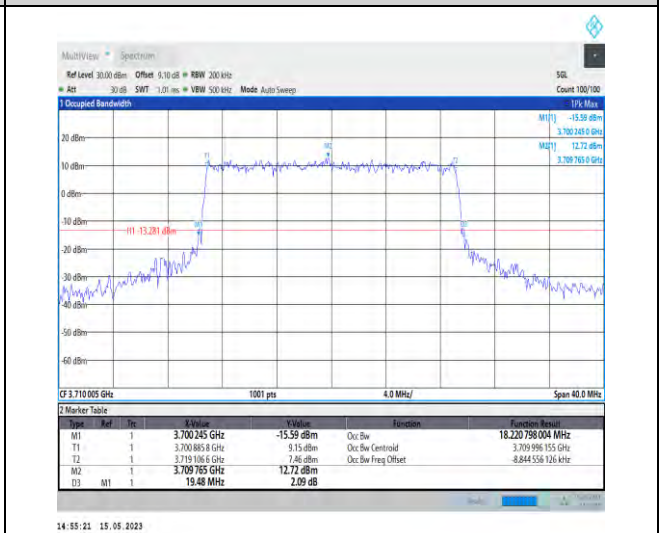 MultiView Spectrum
Ref Level 30.00 dBm Offset 9.10 dB RBW 200 kHz SGL
Att 30 dB SWT 1.01 ms VBW 500 kHz Mode Auto Sweep Count 100/100
1 Occupied Bandwidth 1Pk Max
M1[1] -15.59 dBm
3.700 245 0 GHz
M2[1] 12.72 dBm
3.709 765 0 GHz
20 dBm
T1 M2 T2
10 dBm
0 dBm
-10 dBm
H1 -13.281 dBm
-20 dBm
-30 dBm
-40 dBm
-50 dBm
-60 dBm
CF 3.710 005 GHz 1001 pts 4.0 MHz/ Span 40.0 MHz
2 Marker Table
Type Ref Trc X-Value Y-Value Function Function Result
M1 1 3.700245 GHz -15.59 dBm Occ Bw 18.220 798 004 MHz
T1 1 3.700 885 8 GHz 9.15 dBm Occ Bw Centroid 3.709 996 155 GHz
T2 1 3.719 106 6 GHz 7.46 dBm Occ Bw Freq Offset -8.844 556 126 kHz
M2 1 3.709 765 GHz 12.72 dBm
D3 M1 1 19.48 MHz 2.09 dB
14:55:21 15.05.2023